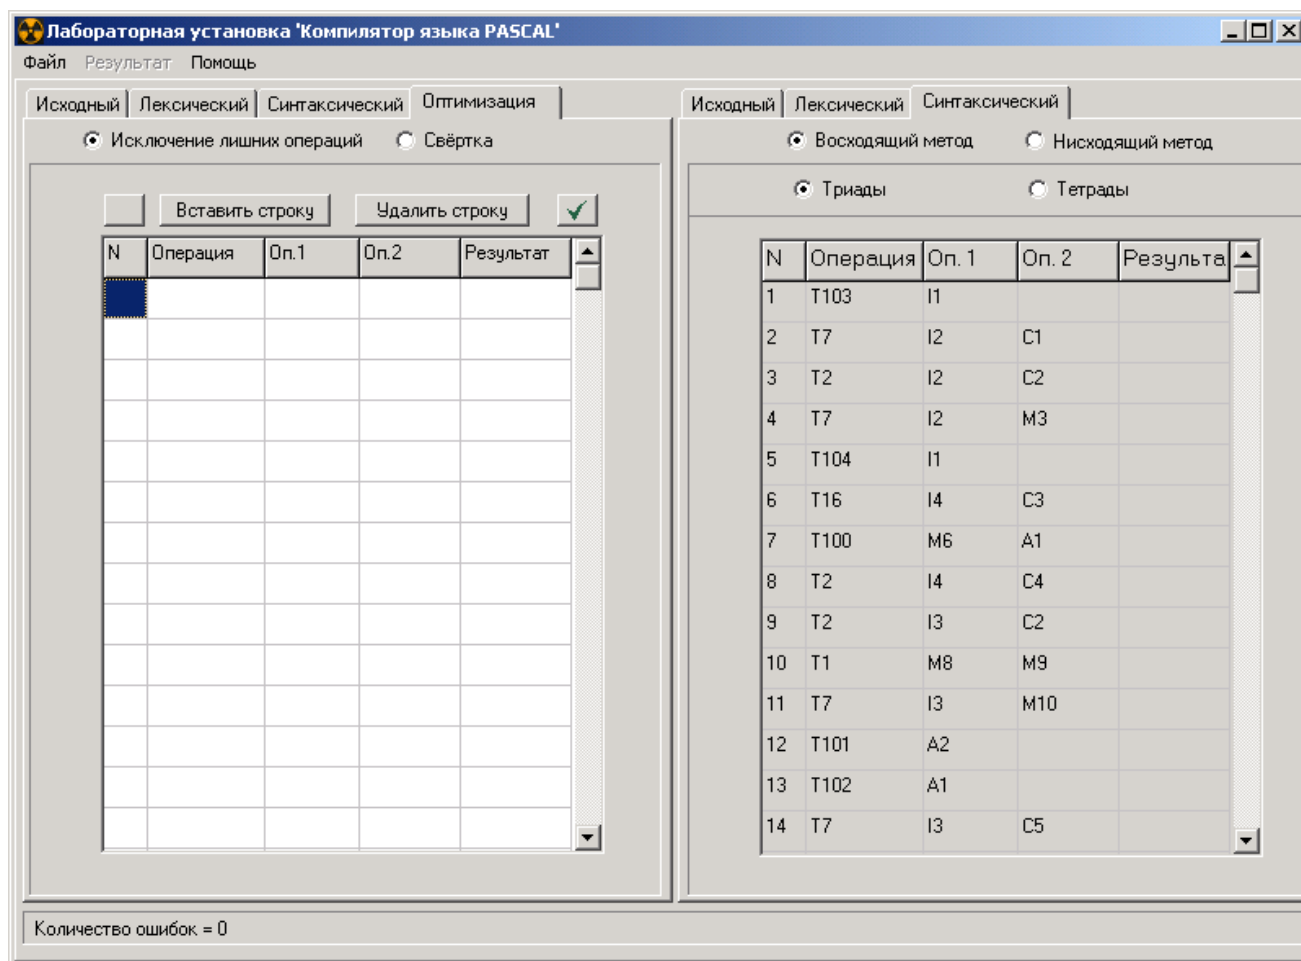 Лабораторная установка 'Компилятор языка PASCAL'
Файл Результат Помощь
Исходный Лексический Синтаксический Оптимизация
Исключение лишних операций Свёртка
Вставить строку Удалить строку
N Операция Оп.1 Оп.2 Результат
Исходный Лексический Синтаксический
Восходящий метод Нисходящий метод
Триады Тетрады
N Операция Оп. 1 Оп. 2 Результа
1 T103 I1
2 T7 I2 C1
3 T2 I2 C2
4 T7 I2 M3
5 T104 I1
6 T16 I4 C3
7 T100 M6 A1
8 T2 I4 C4
9 T2 I3 C2
10 T1 M8 M9
11 T7 I3 M10
12 T101 A2
13 T102 A1
14 T7 I3 C5
Количество ошибок = 0